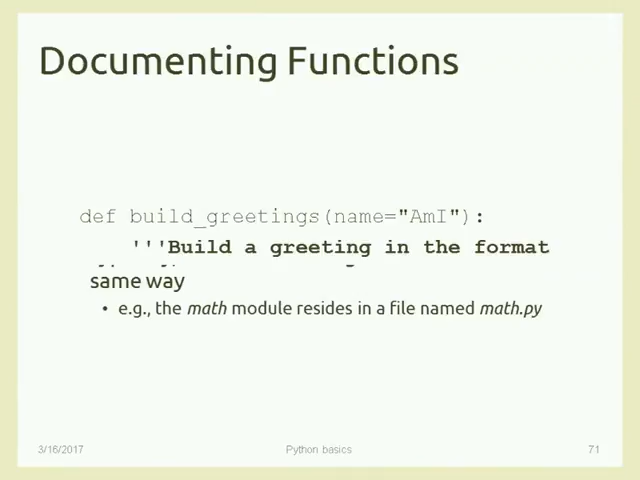 Documenting Functions
def build_greetings(name="AmI"):
'''Build a greeting in the format
same way
• e.g., the math module resides in a file named math.py
3/16/2017 Python basics 71